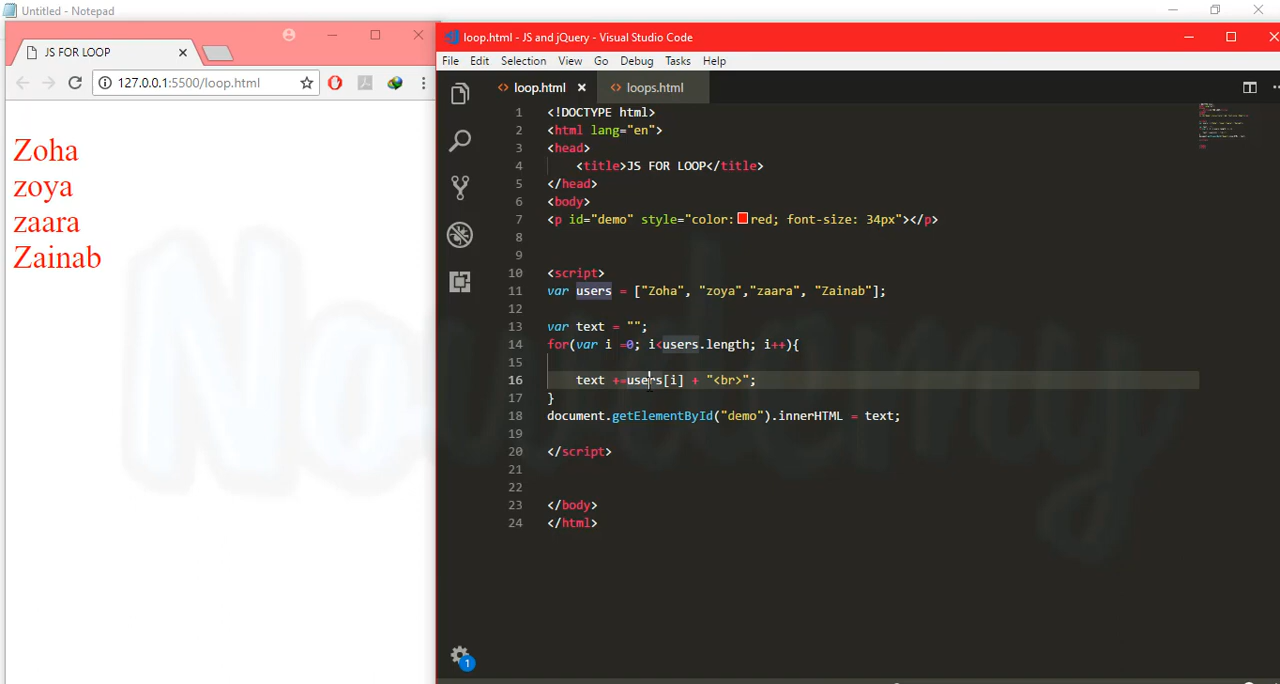 Untitled - Notepad
JS FOR LOOP
127.0.0.1:5500/loop.html
Zoha
zoya
zaara
Zainab
loop.html - JS and jQuery - Visual Studio Code
File Edit Selection View Go Debug Tasks Help
loop.html loops.html
1 <!DOCTYPE html>
2 <html lang="en">
3 <head>
4 <title>JS FOR LOOP</title>
5 </head>
6 <body>
7 <p id="demo" style="color:red; font-size: 34px"></p>
8
9
10 <script>
11 var users = ["Zoha", "zoya","zaara", "Zainab"];
12
13 var text = "";
14 for(var i =0; i<users.length; i++){
15
16 text +=users[i] + "<br>";
17 }
18 document.getElementById("demo").innerHTML = text;
19
20 </script>
21
22
23 </body>
24 </html>
1